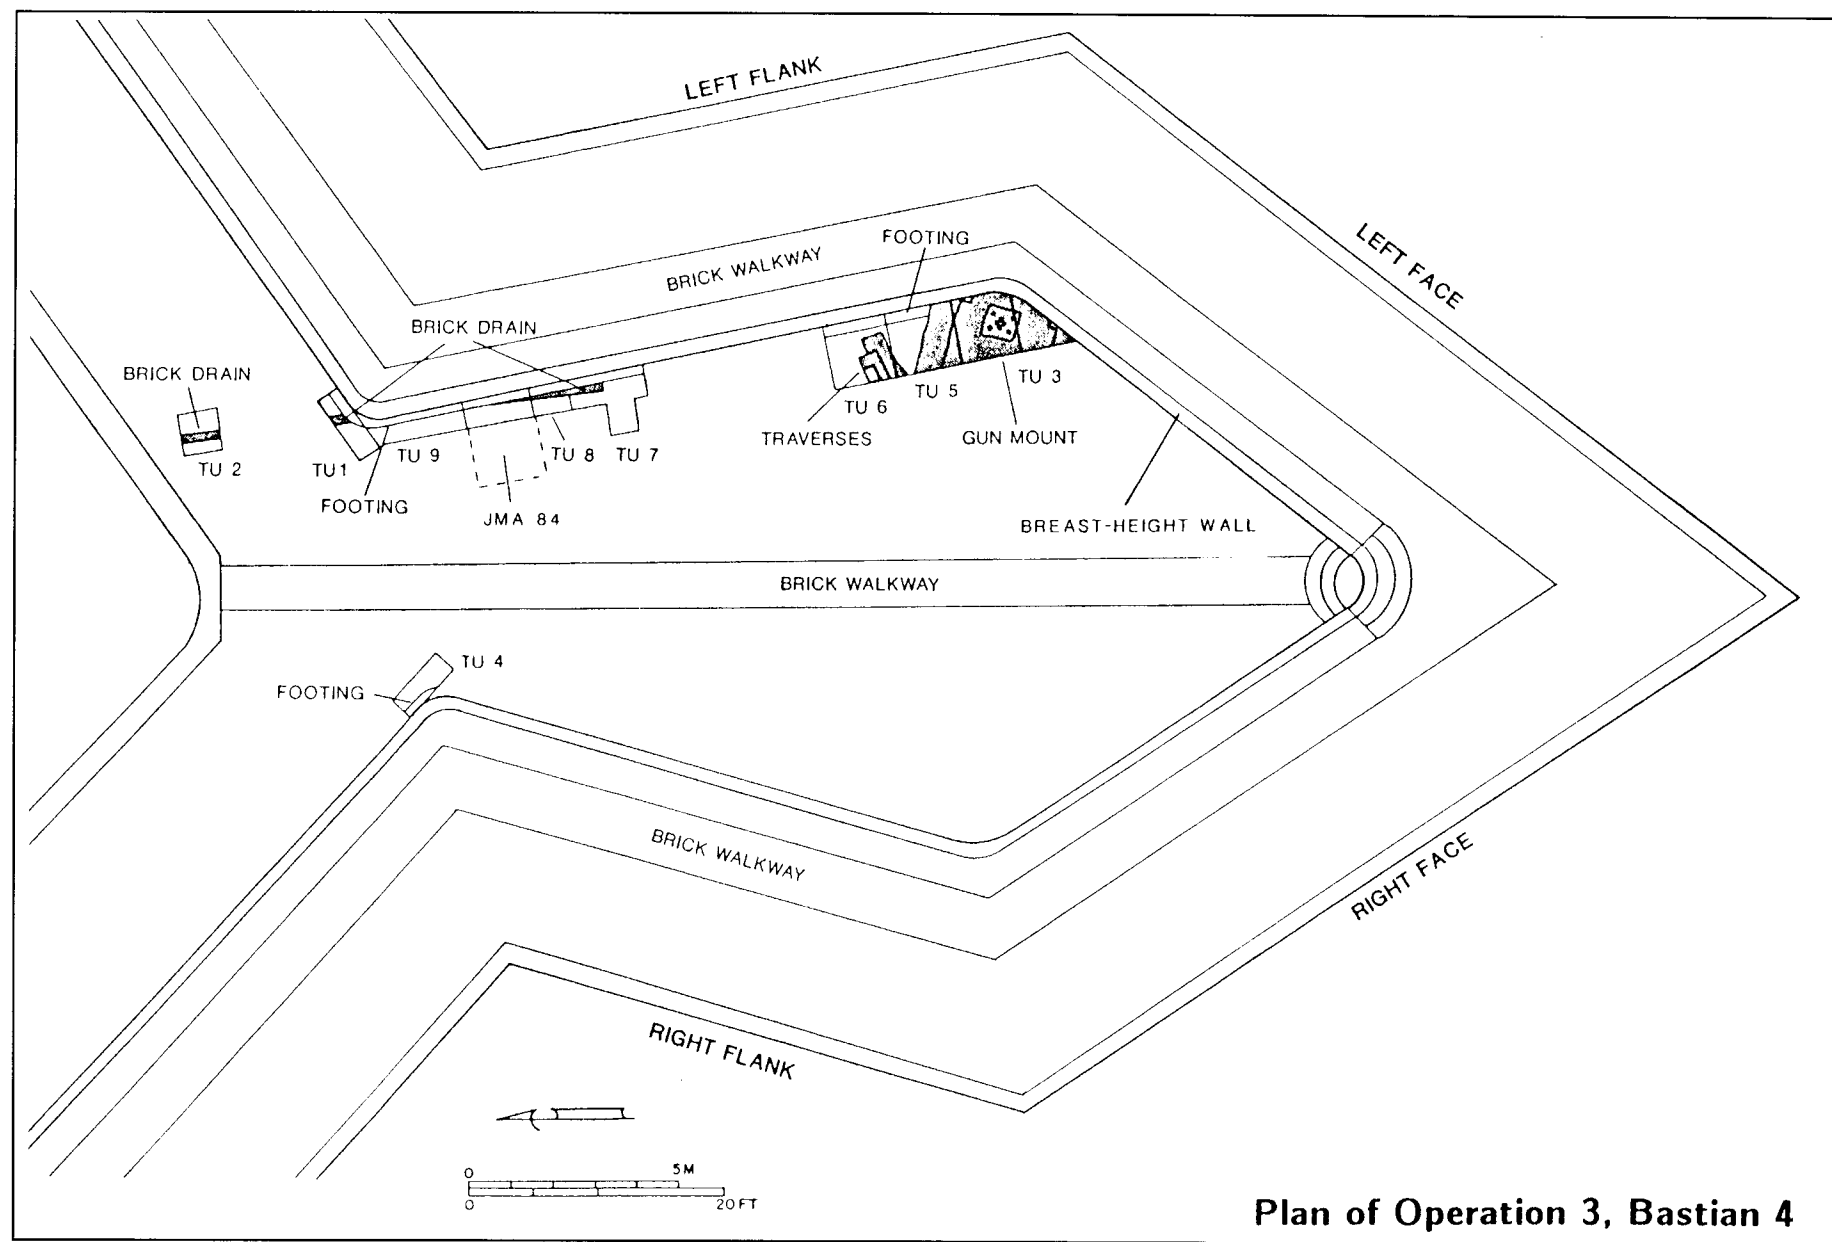 LEFT FLANK
LEFT FACE
FOOTING
BRICK WALKWAY
BRICK DRAIN
BRICK DRAIN
TU 2
TU1
TU 9
TU 8
TU 7
FOOTING
JMA 84
TU 6
TU 5
TU 3
TRAVERSES
GUN MOUNT
BREAST-HEIGHT WALL
BRICK WALKWAY
TU 4
FOOTING
BRICK WALKWAY
RIGHT FACE
RIGHT FLANK
0 5M
0 20FT
Plan of Operation 3, Bastian 4